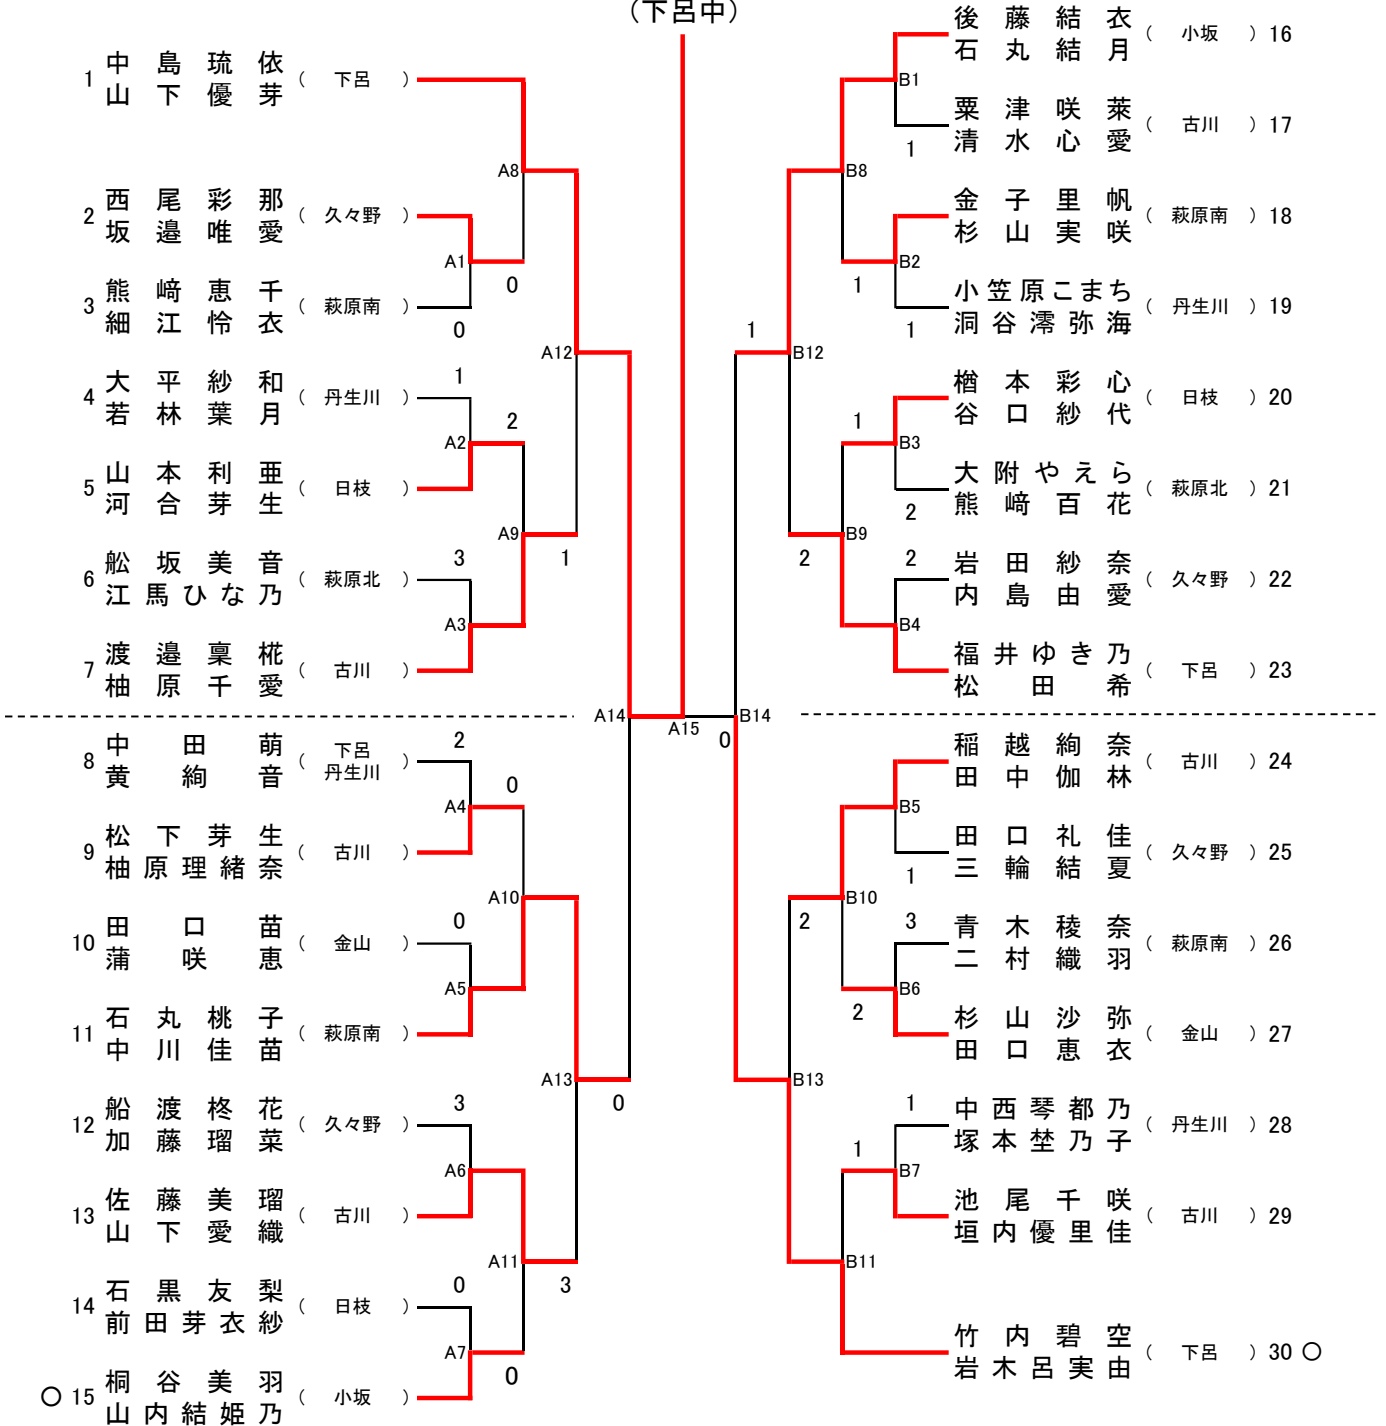 （下呂中）
1 中島琉依 山下優芽 （ 下呂 ）
A8
2 西尾彩那 坂邉唯愛 （ 久々野 ）
A1
0
3 熊﨑恵千 細江怜衣 （ 萩原南 ）
0
A12
4 大平紗和 若林葉月 （ 丹生川 ）
1
A2
2
5 山本利亜 河合芽生 （ 日枝 ）
A9
1
6 舩坂美音 江馬ひな乃 （ 萩原北 ）
3
A3
7 渡邉稟椛 柚原千愛 （ 古川 ）
A14
A15
0
B14
8 中田萌 黄絢音 （ 下呂 丹生川 ）
2
A4
0
9 松下芽生 柚原理緒奈 （ 古川 ）
A10
10 田口苗 蒲咲恵 （ 金山 ）
0
A5
11 石丸桃子 中川佳苗 （ 萩原南 ）
A13
0
12 船渡柊花 加藤瑠菜 （ 久々野 ）
3
A6
13 佐藤美瑠 山下愛織 （ 古川 ）
A11
3
14 石黒友梨 前田芽衣紗 （ 日枝 ）
0
A7
0
○ 15 桐谷美羽 山内結姫乃 （ 小坂 ）
後藤結衣 石丸結月 （ 小坂 ） 16
B1
粟津咲萊 清水心愛 （ 古川 ） 17
1
B8
金子里帆 杉山実咲 （ 萩原南 ） 18
B2
1
小笠原こまち 洞谷澪弥海 （ 丹生川 ） 19
1
1
B12
楢本彩心 谷口紗代 （ 日枝 ） 20
1
B3
大附やえら 熊﨑百花 （ 萩原北 ） 21
2
B9
2
岩田紗奈 内島由愛 （ 久々野 ） 22
2
B4
福井ゆき乃 松田希 （ 下呂 ） 23
稲越絢奈 田中伽林 （ 古川 ） 24
B5
田口礼佳 三輪結夏 （ 久々野 ） 25
1
B10
2
青木稜奈 二村織羽 （ 萩原南 ） 26
3
B6
2
杉山沙弥 田口恵衣 （ 金山 ） 27
B13
中西琴都乃 塚本埜乃子 （ 丹生川 ） 28
1
1
B7
池尾千咲 垣内優里佳 （ 古川 ） 29
B11
竹内碧空 岩木呂実由 （ 下呂 ） 30 ○